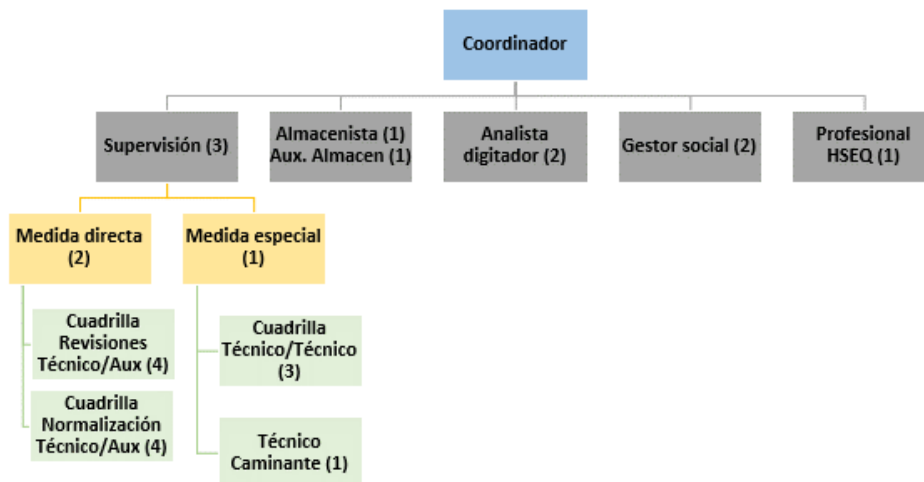 Coordinador
Supervisión (3)
Almacenista (1)
Aux. Almacen (1)
Analista
digitador (2)
Gestor social (2)
Profesional
HSEQ (1)
Medida directa
(2)
Medida especial
(1)
Cuadrilla
Revisiones
Técnico/Aux (4)
Cuadrilla
Normalización
Técnico/Aux (4)
Cuadrilla
Técnico/Técnico
(3)
Técnico
Caminante (1)